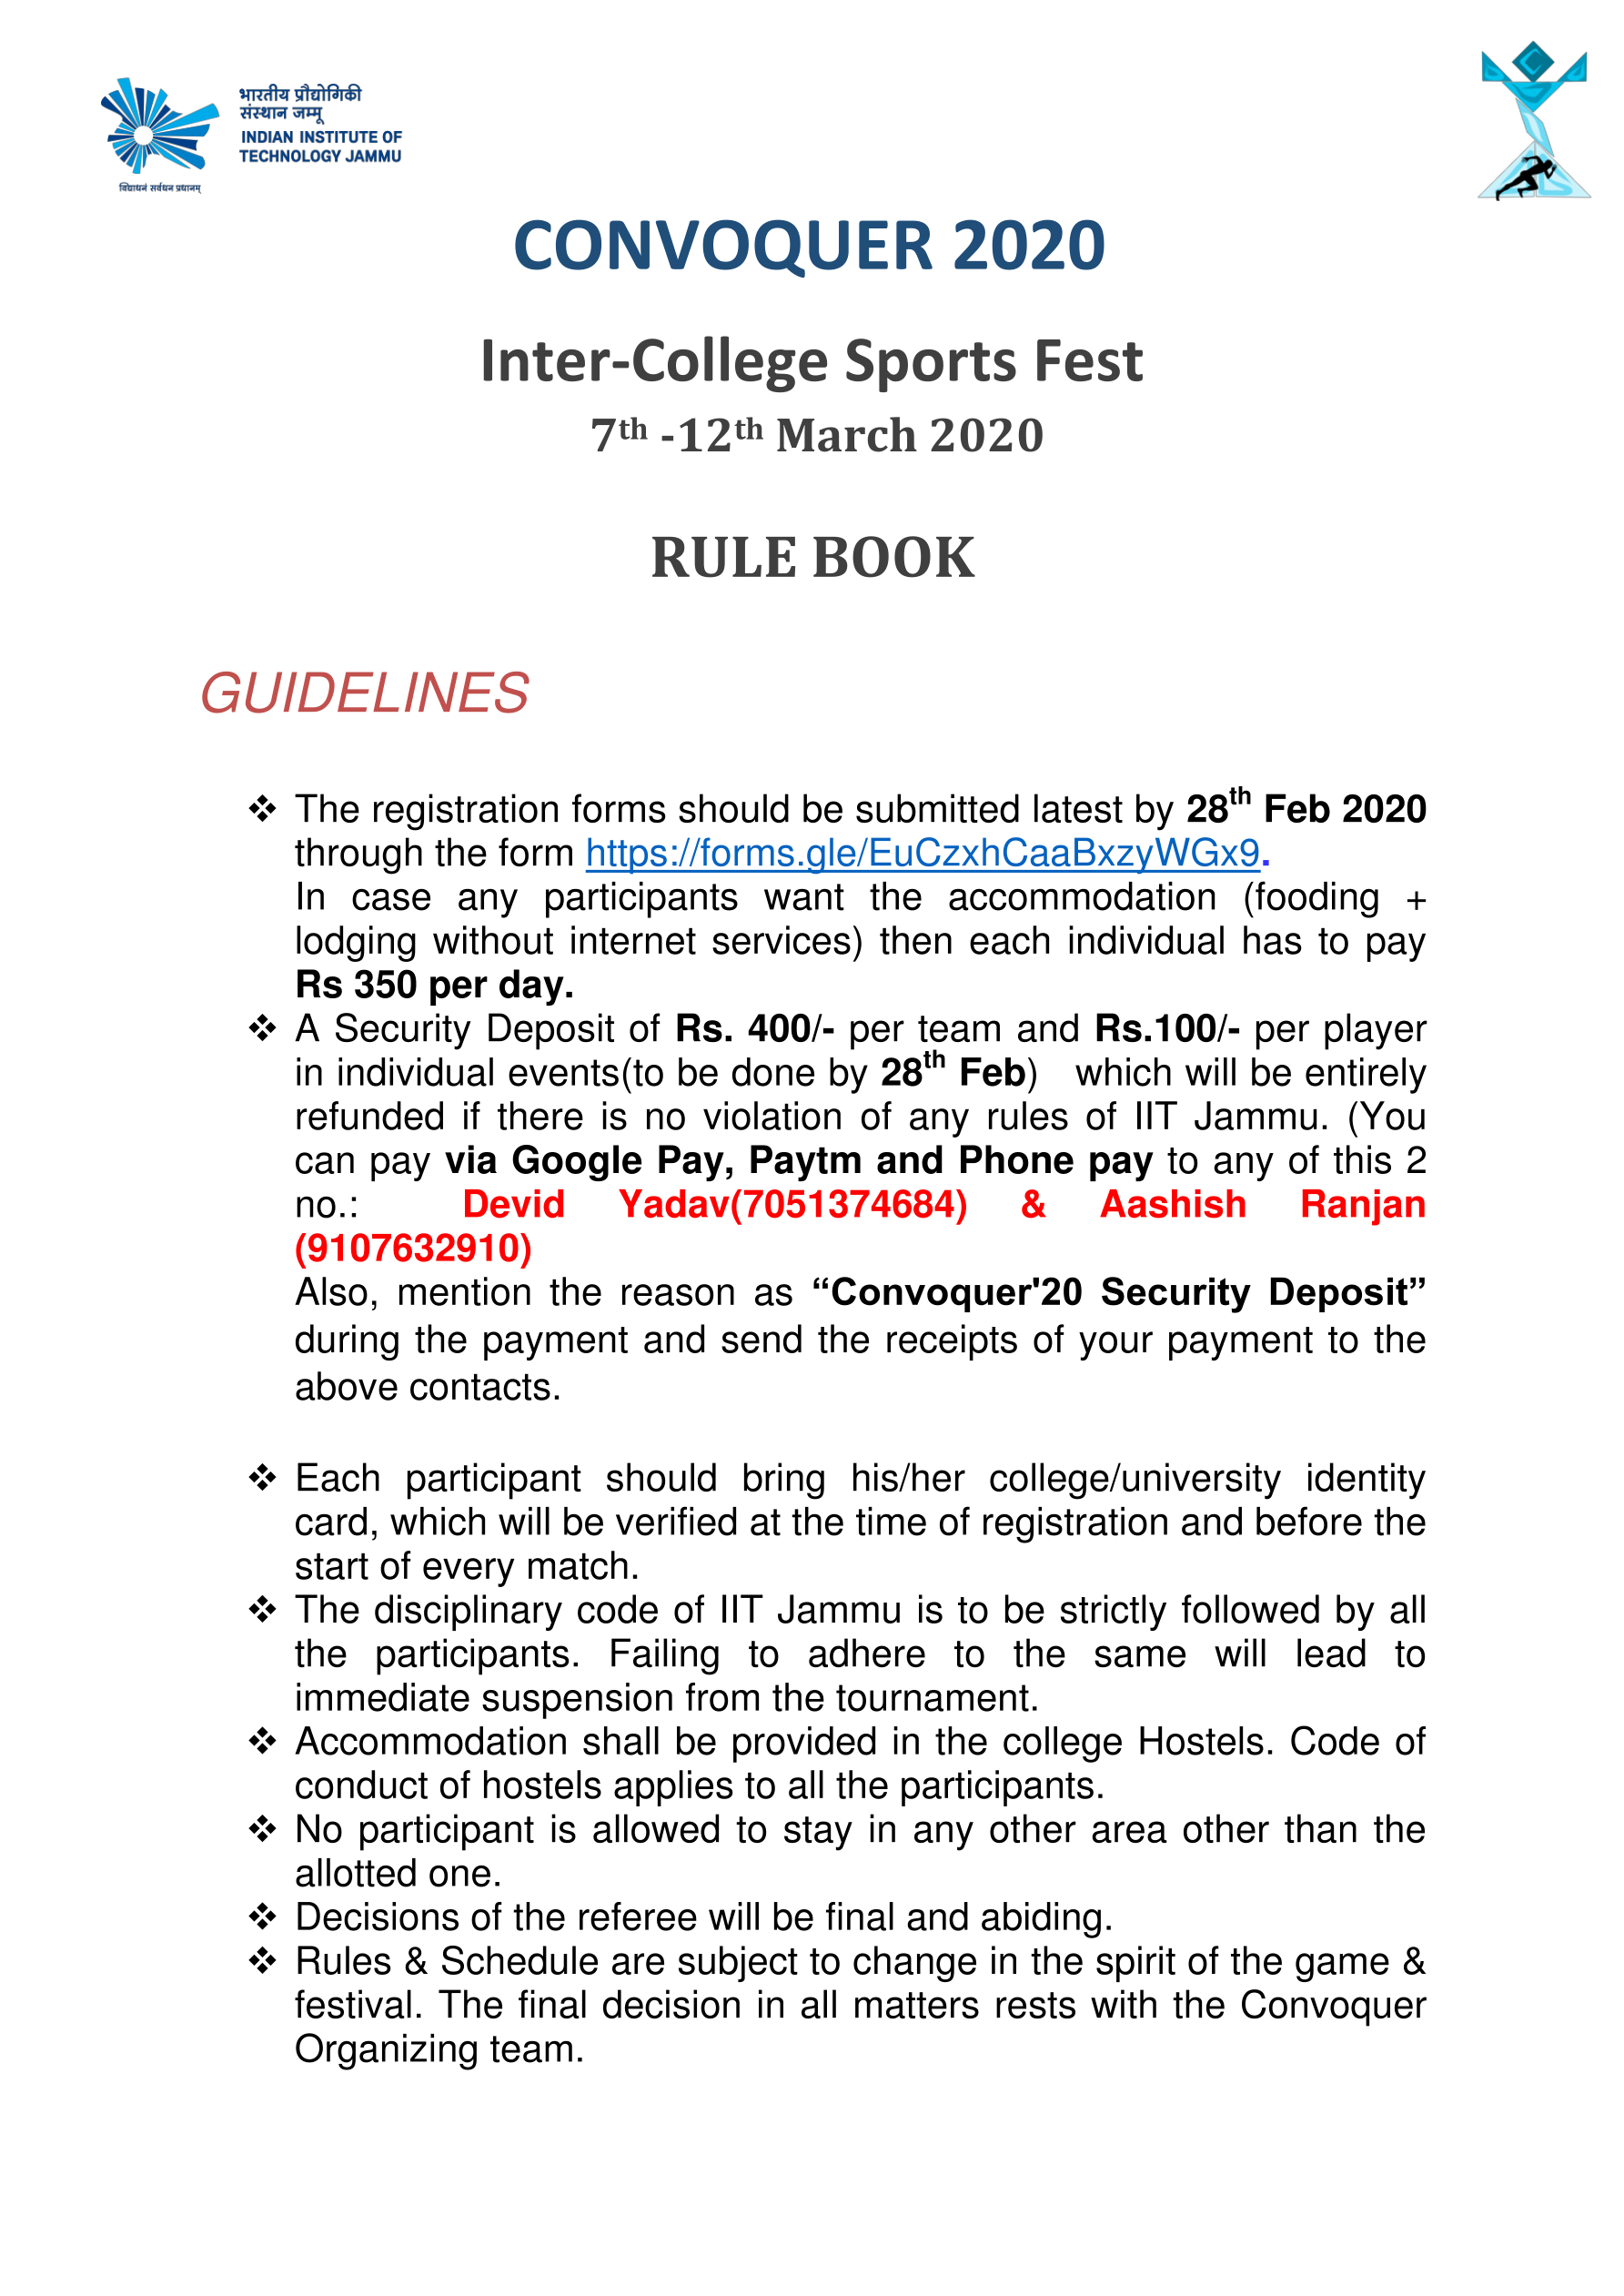 भारतीय प्रौद्योगिकी
संस्थान जम्मू
INDIAN INSTITUTE OF
TECHNOLOGY JAMMU
विद्याधनं सर्वधन प्रधानम्
CONVOQUER 2020
Inter-College Sports Fest
7th -12th March 2020
RULE BOOK
GUIDELINES
❖ The registration forms should be submitted latest by 28th Feb 2020
through the form https://forms.gle/EuCzxhCaaBxzyWGx9.
In case any participants want the accommodation (fooding +
lodging without internet services) then each individual has to pay
Rs 350 per day.
❖ A Security Deposit of Rs. 400/- per team and Rs.100/- per player
in individual events(to be done by 28th Feb) which will be entirely
refunded if there is no violation of any rules of IIT Jammu. (You
can pay via Google Pay, Paytm and Phone pay to any of this 2
no.: Devid Yadav(7051374684) & Aashish Ranjan
(9107632910)
Also, mention the reason as “Convoquer'20 Security Deposit”
during the payment and send the receipts of your payment to the
above contacts.
❖ Each participant should bring his/her college/university identity
card, which will be verified at the time of registration and before the
start of every match.
❖ The disciplinary code of IIT Jammu is to be strictly followed by all
the participants. Failing to adhere to the same will lead to
immediate suspension from the tournament.
❖ Accommodation shall be provided in the college Hostels. Code of
conduct of hostels applies to all the participants.
❖ No participant is allowed to stay in any other area other than the
allotted one.
❖ Decisions of the referee will be final and abiding.
❖ Rules & Schedule are subject to change in the spirit of the game &
festival. The final decision in all matters rests with the Convoquer
Organizing team.